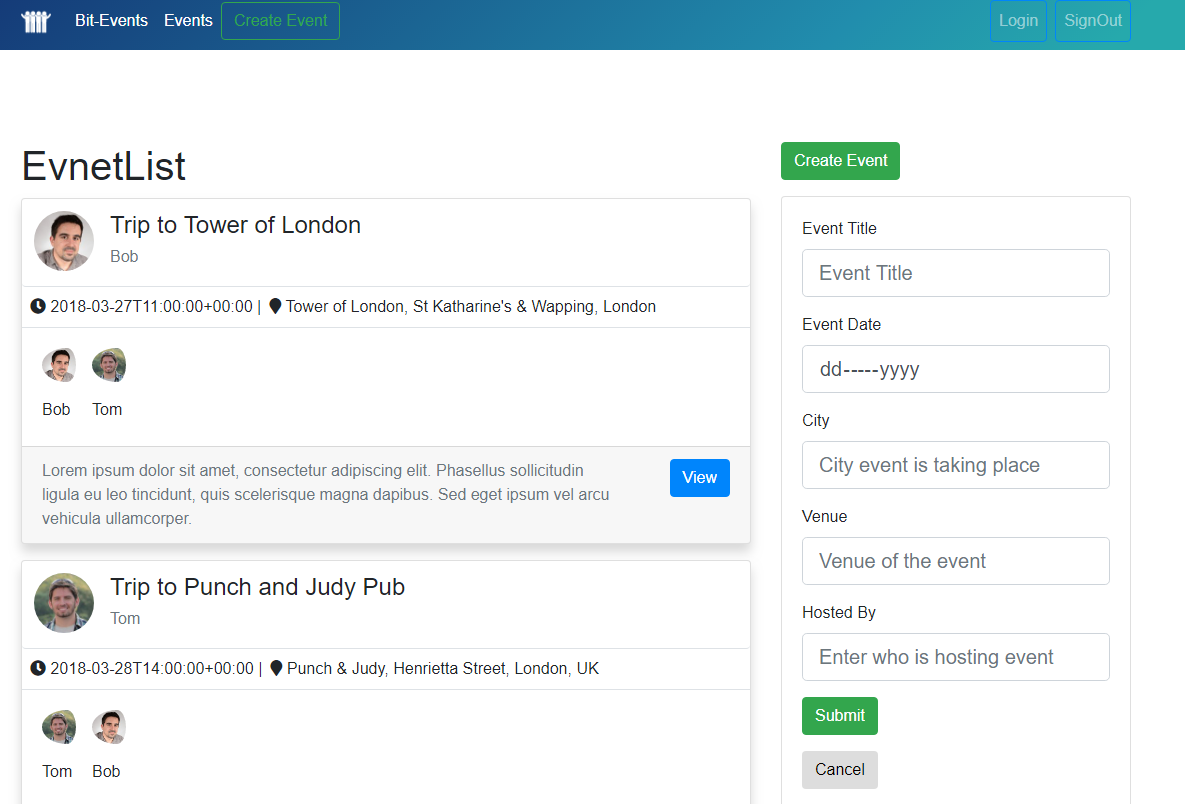 Bit-Events Events Create Event Login SignOut
EvnetList
Trip to Tower of London
Bob
2018-03-27T11:00:00+00:00 | Tower of London, St Katharine's & Wapping, London
Bob Tom
Lorem ipsum dolor sit amet, consectetur adipiscing elit. Phasellus sollicitudin
ligula eu leo tincidunt, quis scelerisque magna dapibus. Sed eget ipsum vel arcu
vehicula ullamcorper.
View
Trip to Punch and Judy Pub
Tom
2018-03-28T14:00:00+00:00 | Punch & Judy, Henrietta Street, London, UK
Tom Bob
Create Event
Event Title
Event Title
Event Date
dd-----yyyy
City
City event is taking place
Venue
Venue of the event
Hosted By
Enter who is hosting event
Submit
Cancel